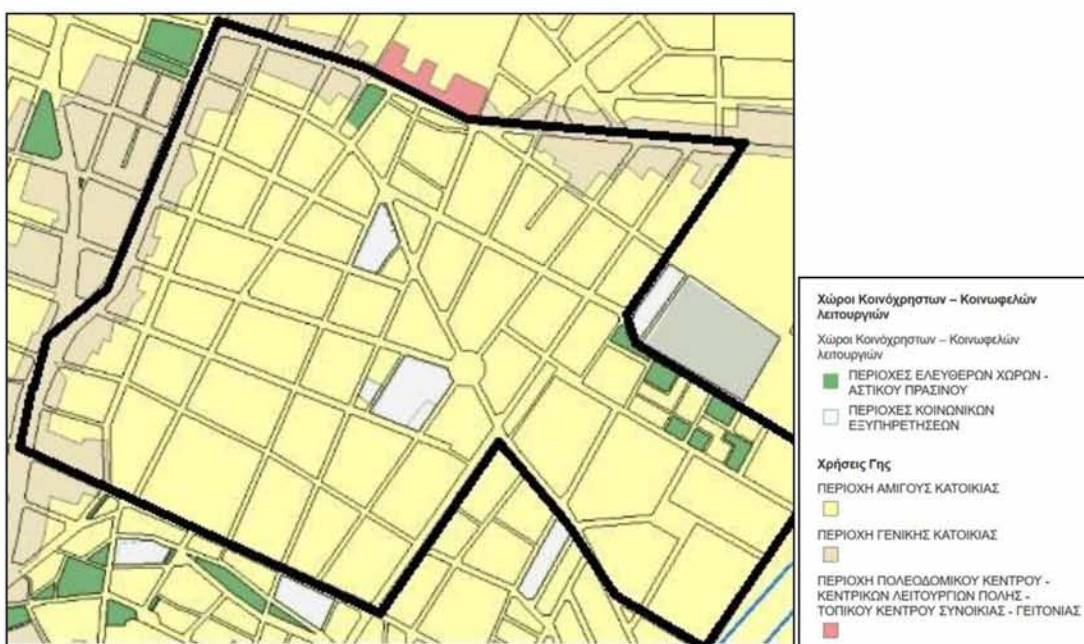 Χώροι Κοινόχρηστων – Κοινωφελών
λειτουργιών
Χώροι Κοινόχρηστων – Κοινωφελών
λειτουργιών
ΠΕΡΙΟΧΕΣ ΕΛΕΥΘΕΡΩΝ ΧΩΡΩΝ -
ΑΣΤΙΚΟΥ ΠΡΑΣΙΝΟΥ
ΠΕΡΙΟΧΕΣ ΚΟΙΝΩΝΙΚΩΝ
ΕΞΥΠΗΡΕΤΗΣΕΩΝ
Χρήσεις Γης
ΠΕΡΙΟΧΗ ΑΜΙΓΟΥΣ ΚΑΤΟΙΚΙΑΣ
ΠΕΡΙΟΧΗ ΓΕΝΙΚΗΣ ΚΑΤΟΙΚΙΑΣ
ΠΕΡΙΟΧΗ ΠΟΛΕΟΔΟΜΙΚΟΥ ΚΕΝΤΡΟΥ -
ΚΕΝΤΡΙΚΩΝ ΛΕΙΤΟΥΡΓΙΩΝ ΠΟΛΗΣ -
ΤΟΠΙΚΟΥ ΚΕΝΤΡΟΥ ΣΥΝΟΙΚΙΑΣ - ΓΕΙΤΟΝΙΑΣ